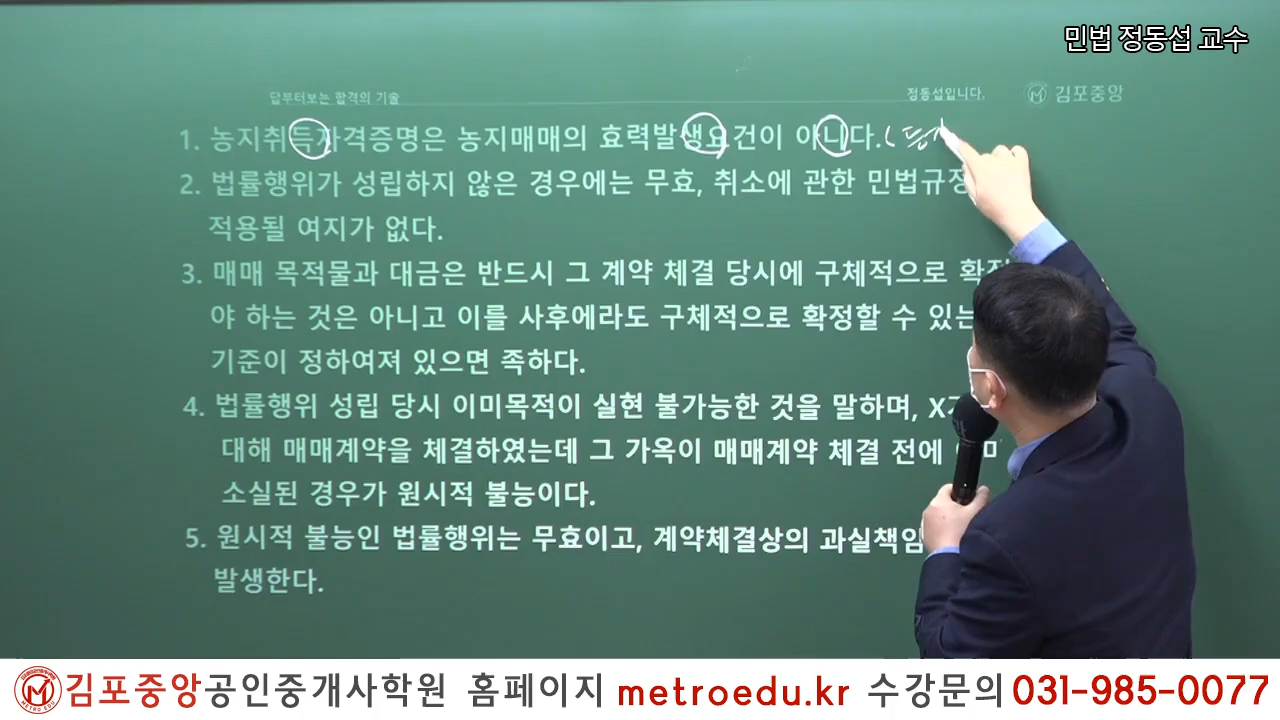 민법 정동섭 교수
답부터보는 합격의 기술
정동섭입니다.
김포중앙
1. 농지취득자격증명은 농지매매의 효력발생요건이 아니다.(
2. 법률행위가 성립하지 않은 경우에는 무효, 취소에 관한 민법규정
적용될 여지가 없다.
3. 매매 목적물과 대금은 반드시 그 계약 체결 당시에 구체적으로
야 하는 것은 아니고 이를 사후에라도 구체적으로 확정할 수 있는
기준이 정하여져 있으면 족하다.
4. 법률행위 성립 당시 이미목적이 실현 불가능한 것을 말하며,
대해 매매계약을 체결하였는데 그 가옥이 매매계약 체결 전에
소실된 경우가 원시적 불능이다.
5. 원시적 불능인 법률행위는 무효이고, 계약체결상의 과실책임
발생한다.
METRO EDU
김포중앙공인중개사학원 홈페이지 metroedu.kr 수강문의 031-985-0077